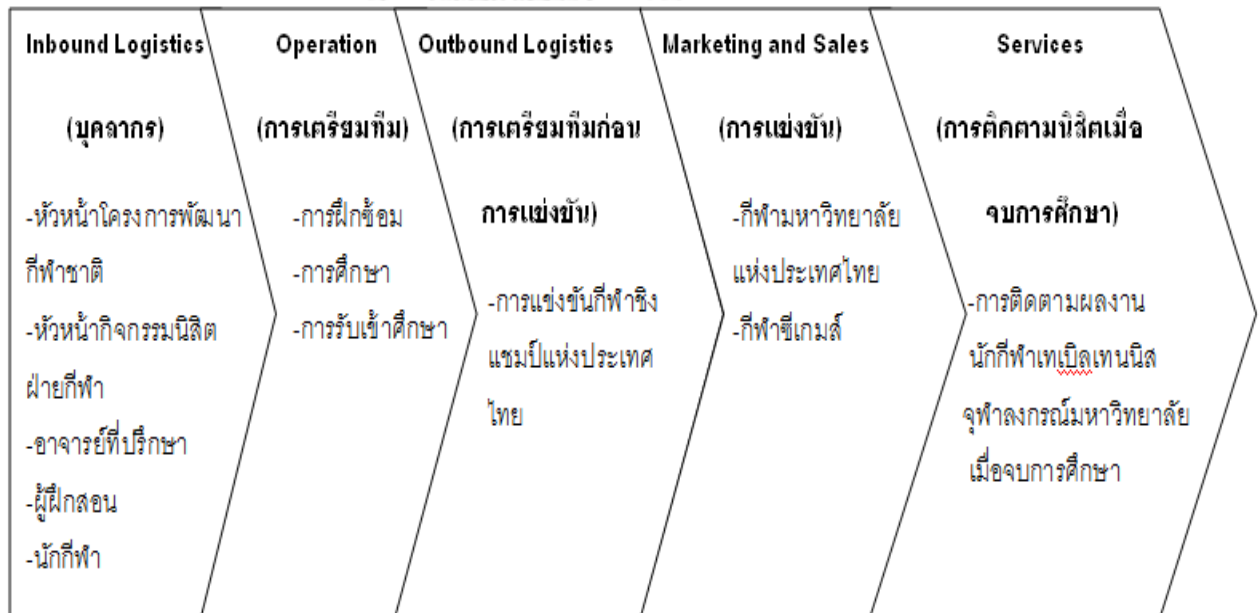 Inbound Logistics
(บุคลากร)
-หัวหน้าโครงการพัฒนา
กีฬาชาติ
-หัวหน้ากิจกรรมนิสิต
ฝ่ายกีฬา
-อาจารย์ที่ปรึกษา
-ผู้ฝึกสอน
-นักกีฬา
Operation
(การเตรียมทีม)
-การฝึกซ้อม
-การศึกษา
-การรับเข้าศึกษา
Outbound Logistics
(การเตรียมทีมก่อน
การแข่งขัน)
-การแข่งขันกีฬาชิง
แชมป์แห่งประเทศ
ไทย
Marketing and Sales
(การแข่งขัน)
-กีฬามหาวิทยาลัย
แห่งประเทศไทย
-กีฬาซีเกมส์
Services
(การติดตามนิสิตเมื่อ
จบการศึกษา)
-การติดตามผลงาน
นักกีฬาเทเบิลเทนนิส
จุฬาลงกรณ์มหาวิทยาลัย
เมื่อจบการศึกษา